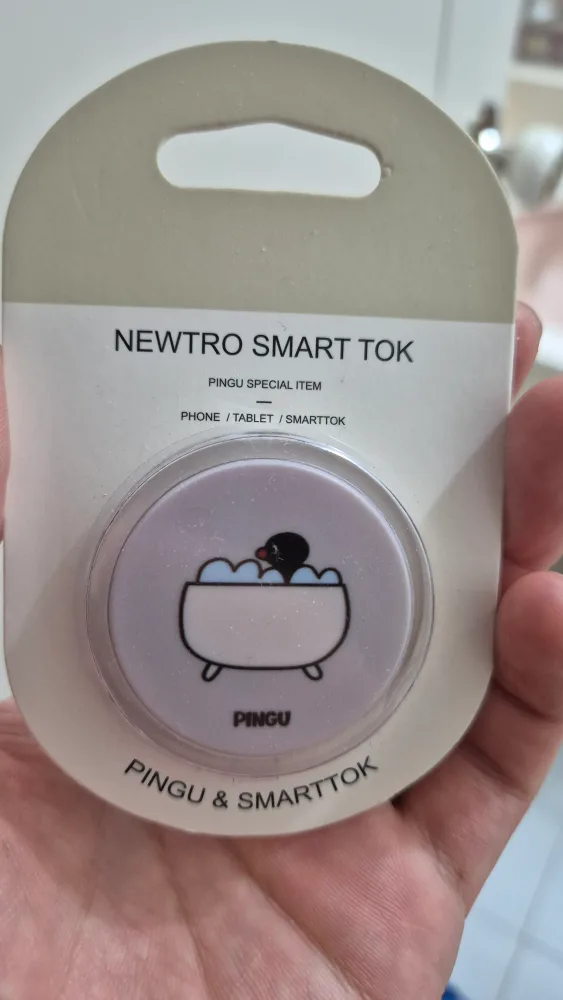 NEWTRO SMART TOK
PINGU SPECIAL ITEM
PHONE / TABLET / SMARTTOK
PINGU
PINGU & SMARTTOK